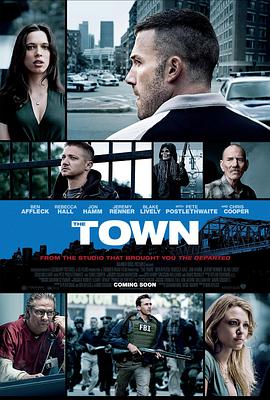 BEN AFFLECK
REBECCA HALL
JON HAMM
JEREMY RENNER
BLAKE LIVELY
WITH PETE POSTLETHWAITE
AND CHRIS COOPER
THE
TOWN
FROM THE STUDIO THAT BROUGHT YOU THE DEPARTED
COMING SOON
FBI